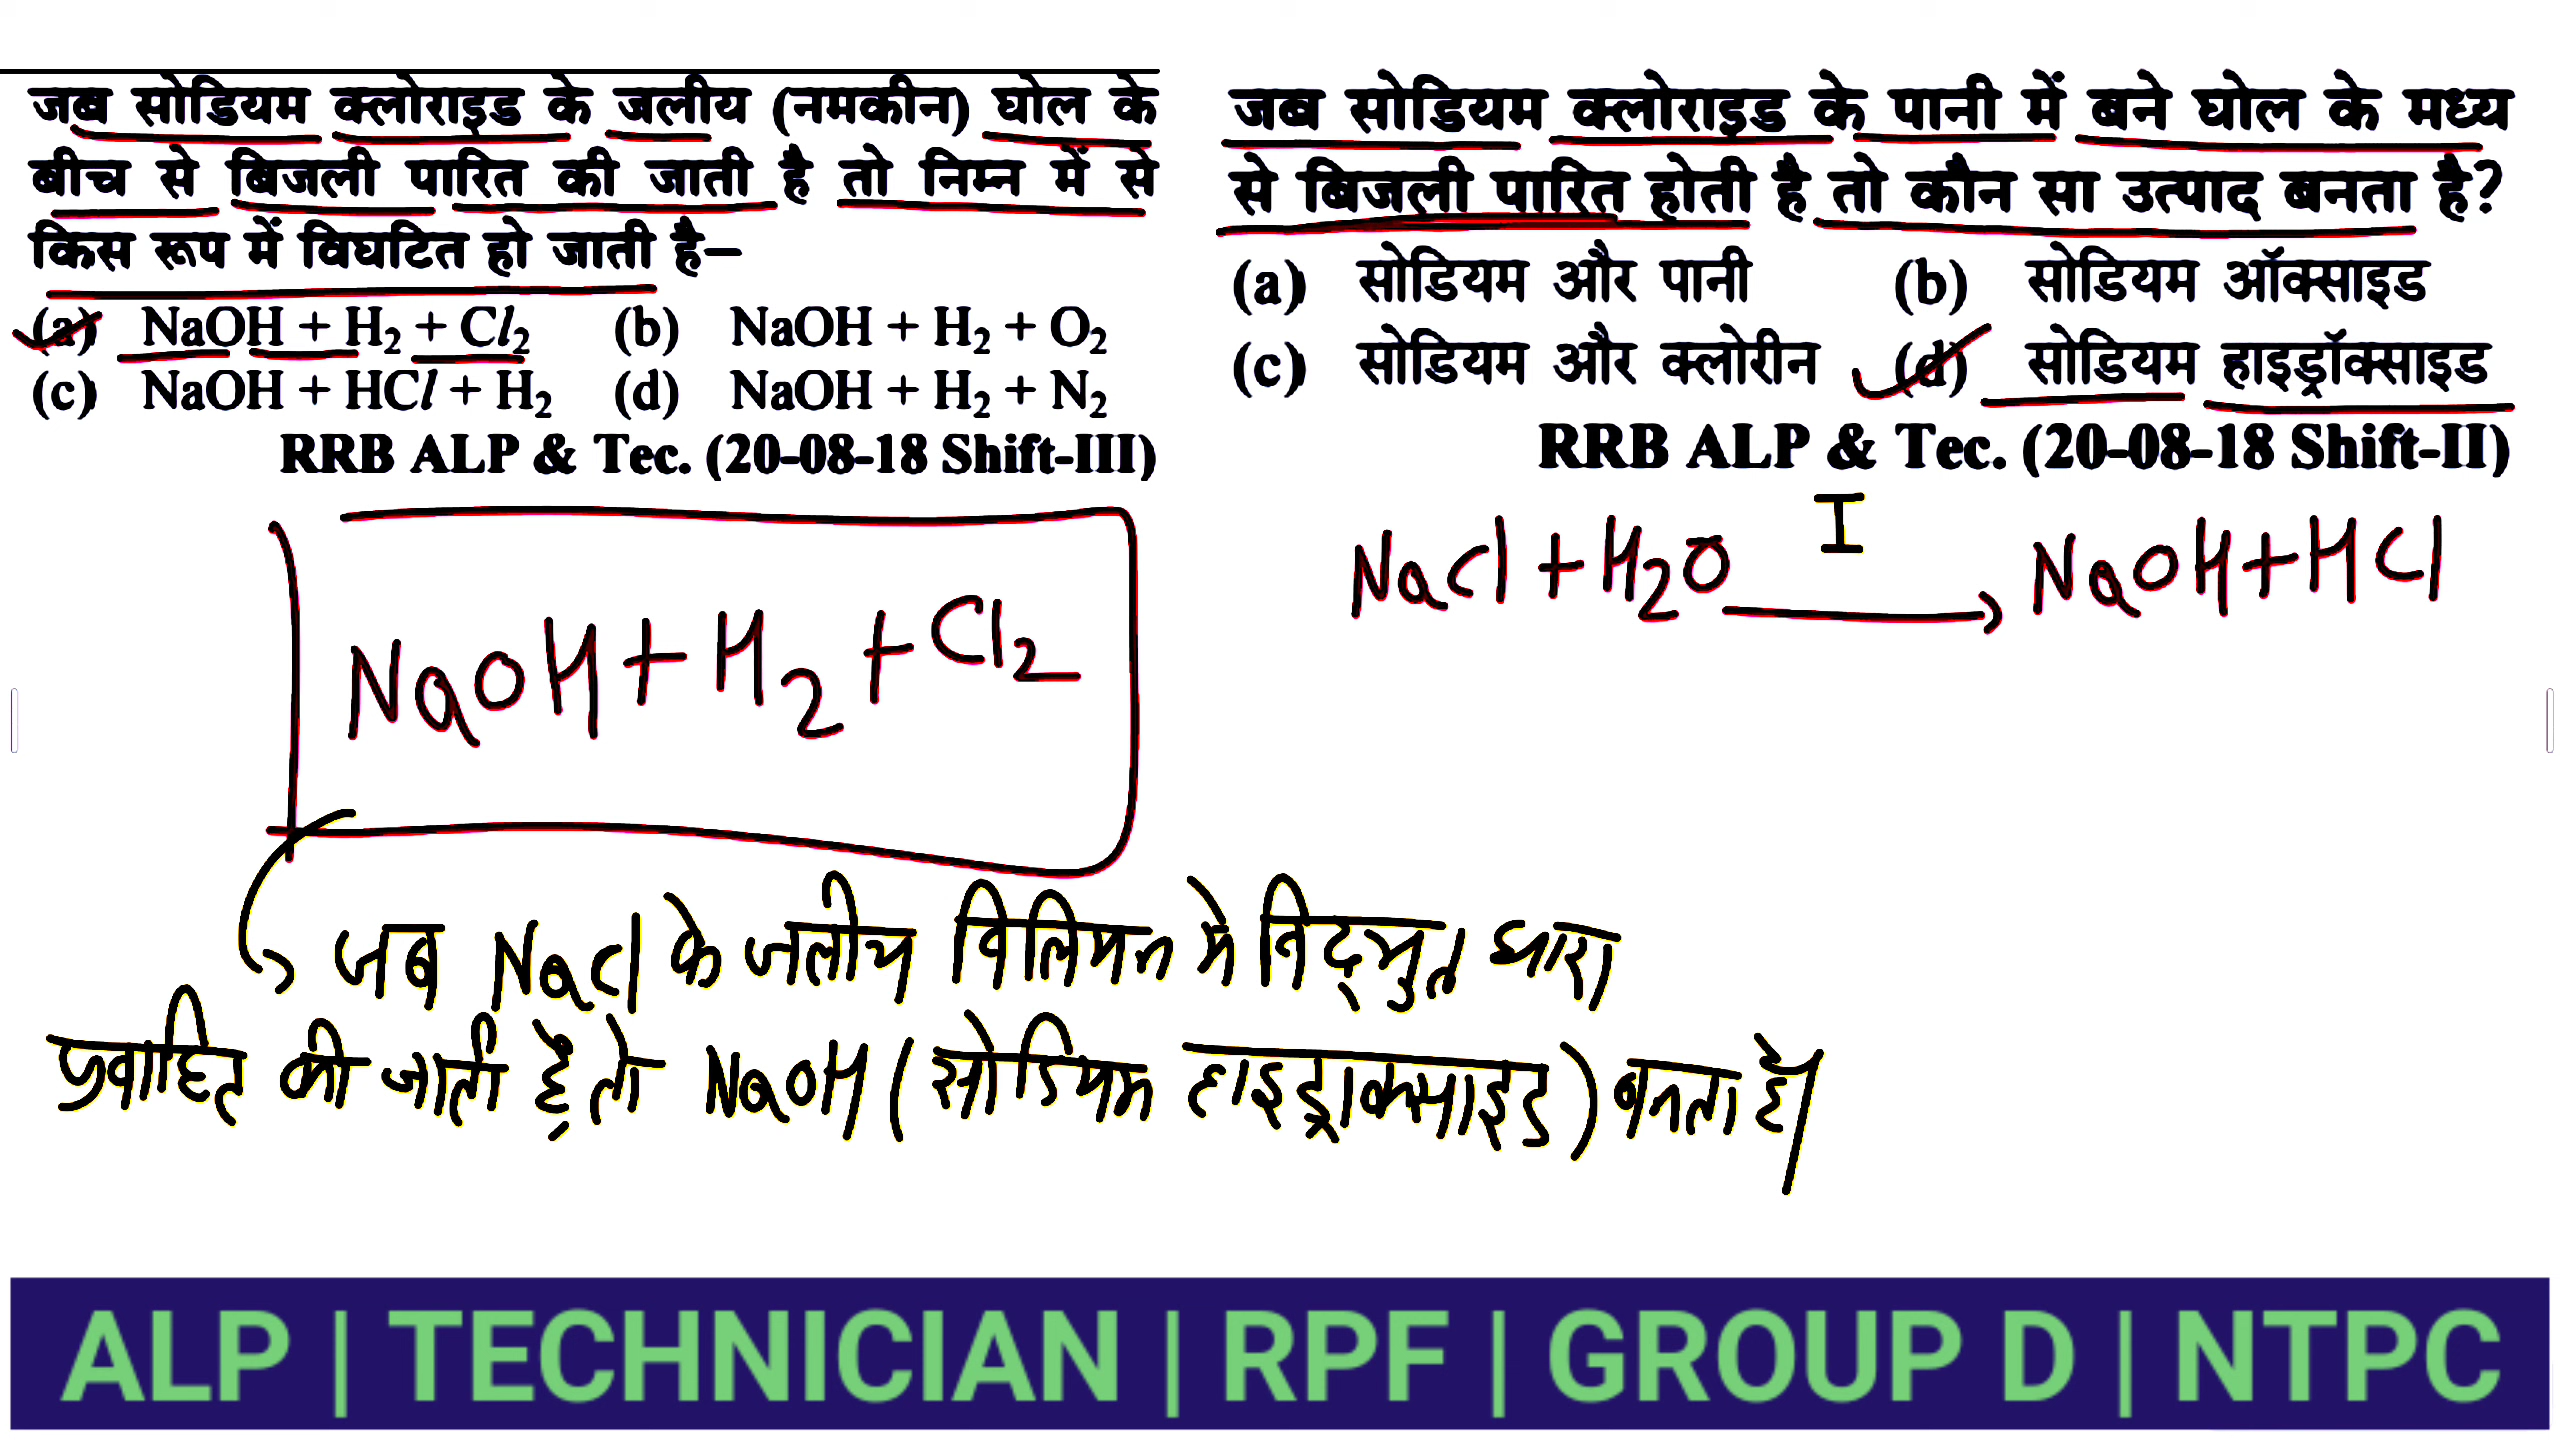 जब सोडियम क्लोराइड के जलीय (नमकीन) घोल के
बीच से बिजली पारित की जाती है तो निम्न में से
किस रूप में विघटित हो जाती है–
(a) NaOH + H₂ + Cl₂ (b) NaOH + H₂ + O₂
(c) NaOH + HCl + H₂ (d) NaOH + H₂ + N₂
RRB ALP & Tec. (20-08-18 Shift-III)
NaOH + H₂ + Cl₂
जब सोडियम क्लोराइड के पानी में बने घोल के मध्य
से बिजली पारित होती है तो कौन सा उत्पाद बनता है?
(a) सोडियम और पानी (b) सोडियम ऑक्साइड
(c) सोडियम और क्लोरीन (d) सोडियम हाइड्रॉक्साइड
RRB ALP & Tec. (20-08-18 Shift-II)
I
NaCl + H₂O → NaOH + HCl
जब NaCl के जलीय विलियन मे विद्युत धारा
प्रवाहित की जाती है तो NaOH (सोडियम हाइड्राक्साइड) बनता है।
ALP | TECHNICIAN | RPF | GROUP D | NTPC